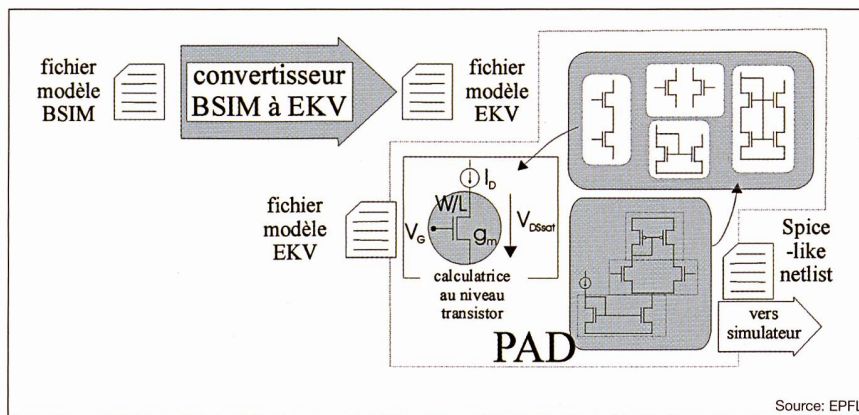 fichier
modèle
BSIM
convertisseur
BSIM à EKV
fichier
modèle
EKV
fichier
modèle
EKV
I_D
W/L
V_G
g_m
V_DSsat
calculatrice
au niveau
transistor
PAD
Spice
-like
netlist
vers
simulateur
Source: EPFL